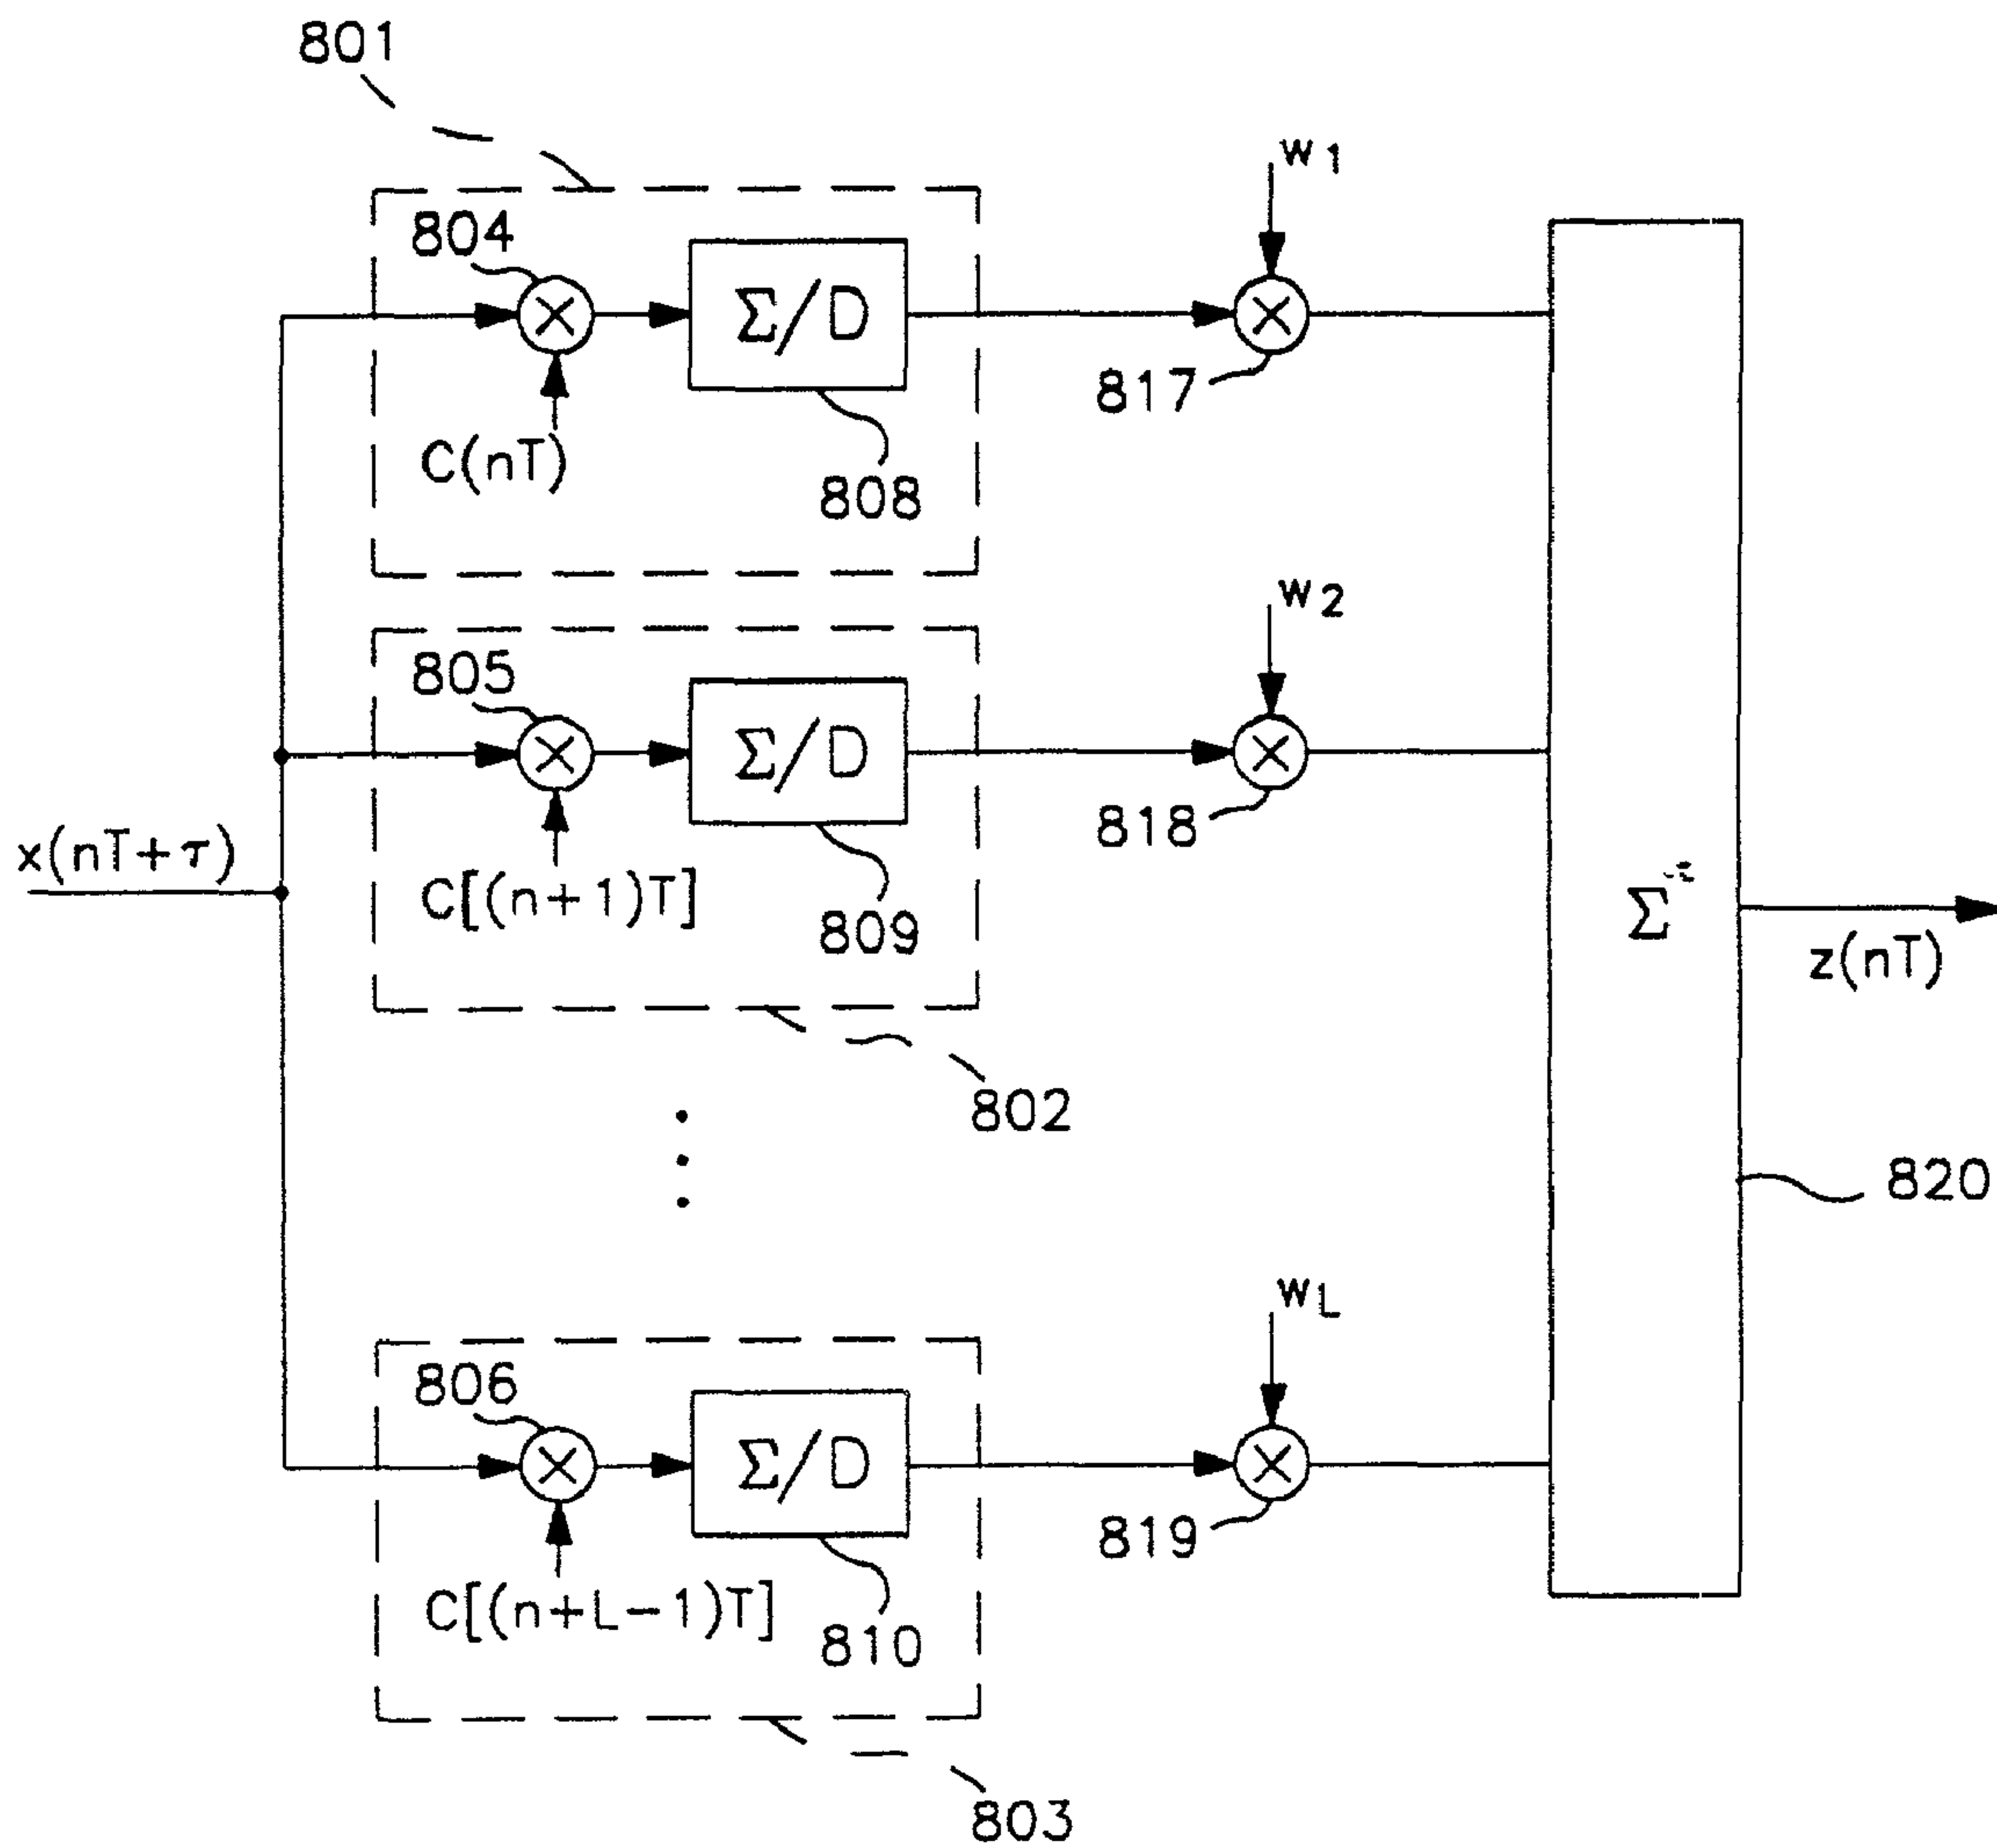 801
w1
804
Σ/D
817
C(nT)
808
w2
805
Σ/D
818
x(nT+τ)
C[(n+1)T]
809
Σ
z(nT)
802
820
wL
806
Σ/D
819
C[(n+L-1)T]
810
803